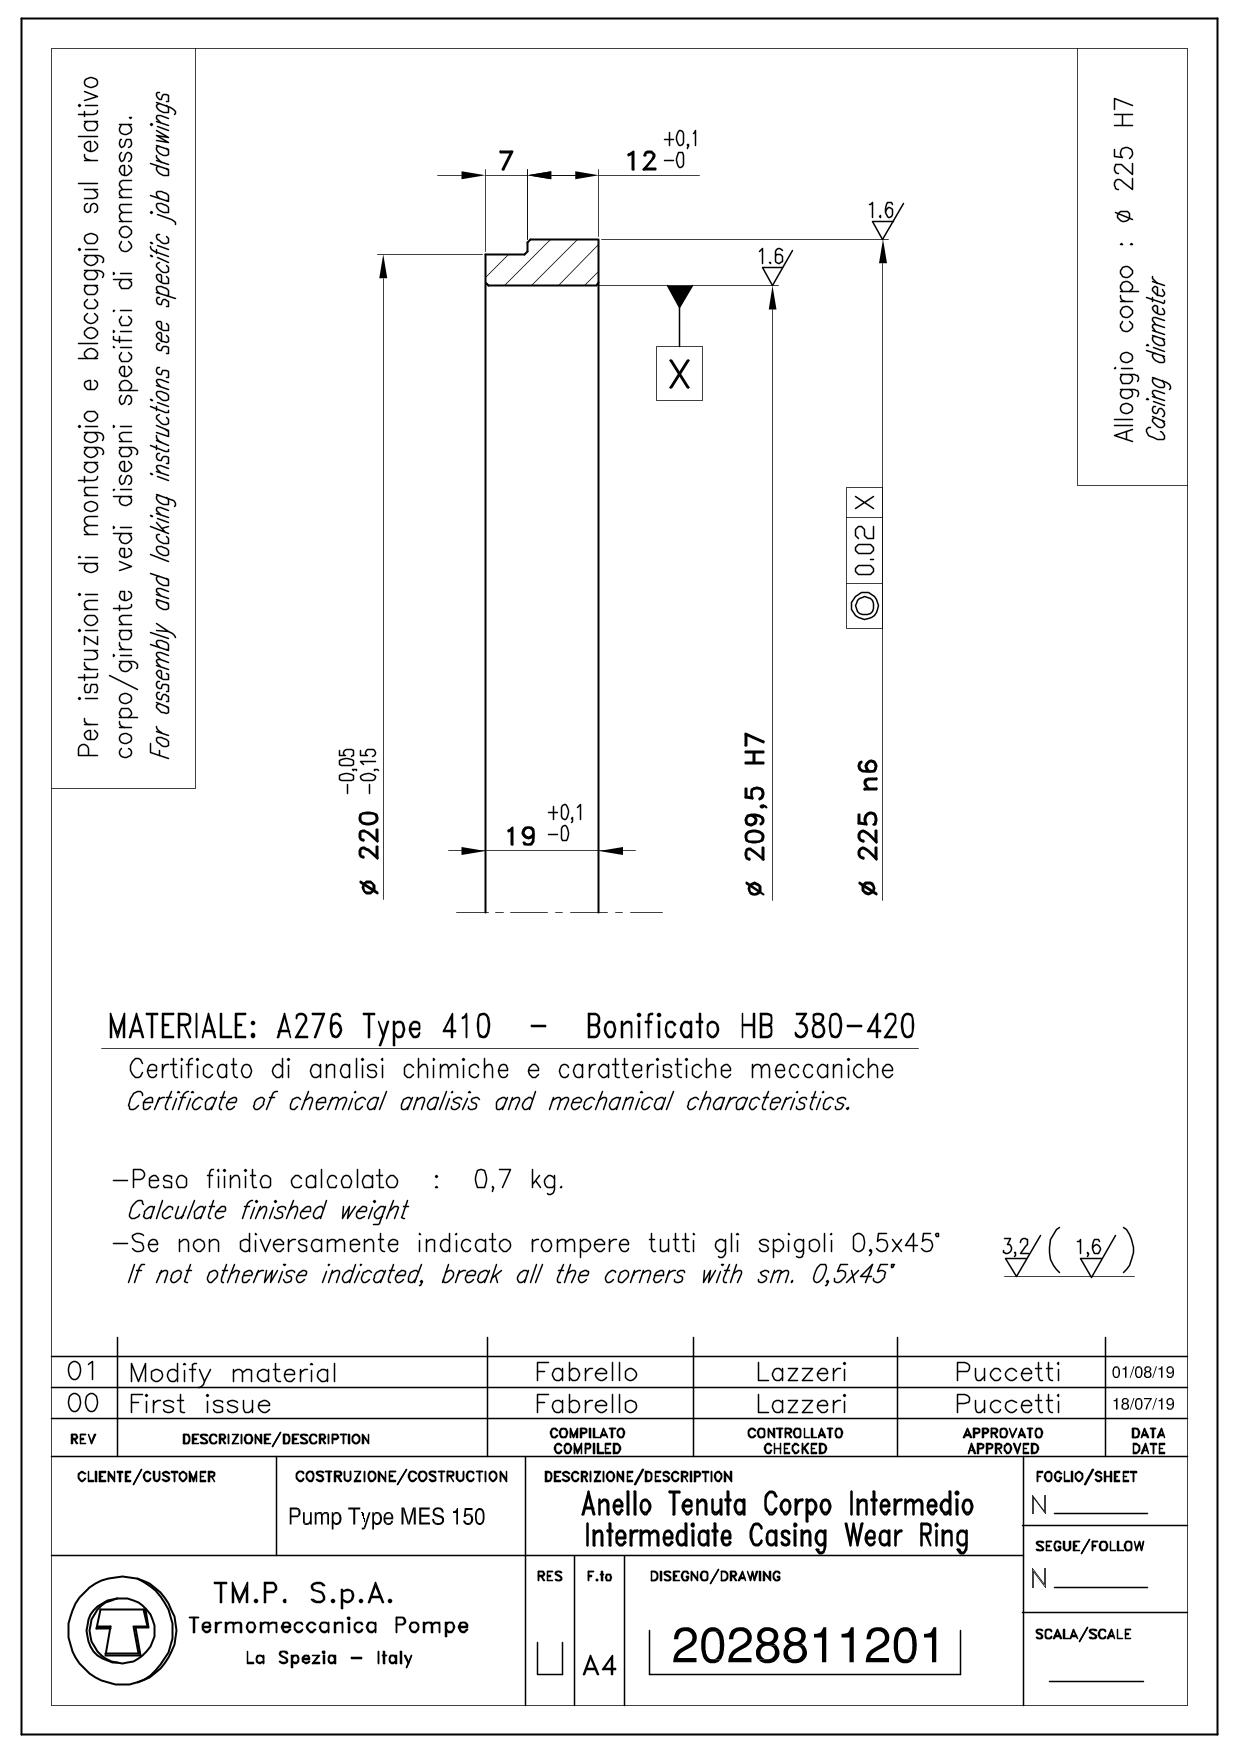 Per istruzioni di montaggio e bloccaggio sul relativo
corpo/girante vedi disegni specifici di commessa.
For assembly and locking instructions see specific job drawings
Alloggio corpo : ø 225 H7
Casing diameter
7
12 +0,1 -0
1.6
1.6
X
◎ 0.02 X
ø 220 -0,05 -0,15
19 +0,1 -0
ø 209,5 H7
ø 225 n6
MATERIALE: A276 Type 410 - Bonificato HB 380-420
Certificato di analisi chimiche e caratteristiche meccaniche
Certificate of chemical analisis and mechanical characteristics.
-Peso fiinito calcolato : 0,7 kg.
Calculate finished weight
-Se non diversamente indicato rompere tutti gli spigoli 0,5x45°
If not otherwise indicated, break all the corners with sm. 0,5x45°
3,2/ ( 1,6/ )
01 Modify material Fabrello Lazzeri Puccetti 01/08/19
00 First issue Fabrello Lazzeri Puccetti 18/07/19
REV DESCRIZIONE/DESCRIPTION COMPILATO CONTROLLATO APPROVATO DATA
COMPILED CHECKED APPROVED DATE
CLIENTE/CUSTOMER
COSTRUZIONE/COSTRUCTION
Pump Type MES 150
DESCRIZIONE/DESCRIPTION
Anello Tenuta Corpo Intermedio
Intermediate Casing Wear Ring
FOGLIO/SHEET
N
SEGUE/FOLLOW
N
SCALA/SCALE
TM.P. S.p.A.
Termomeccanica Pompe
La Spezia - Italy
RES
F.to
A4
DISEGNO/DRAWING
2028811201